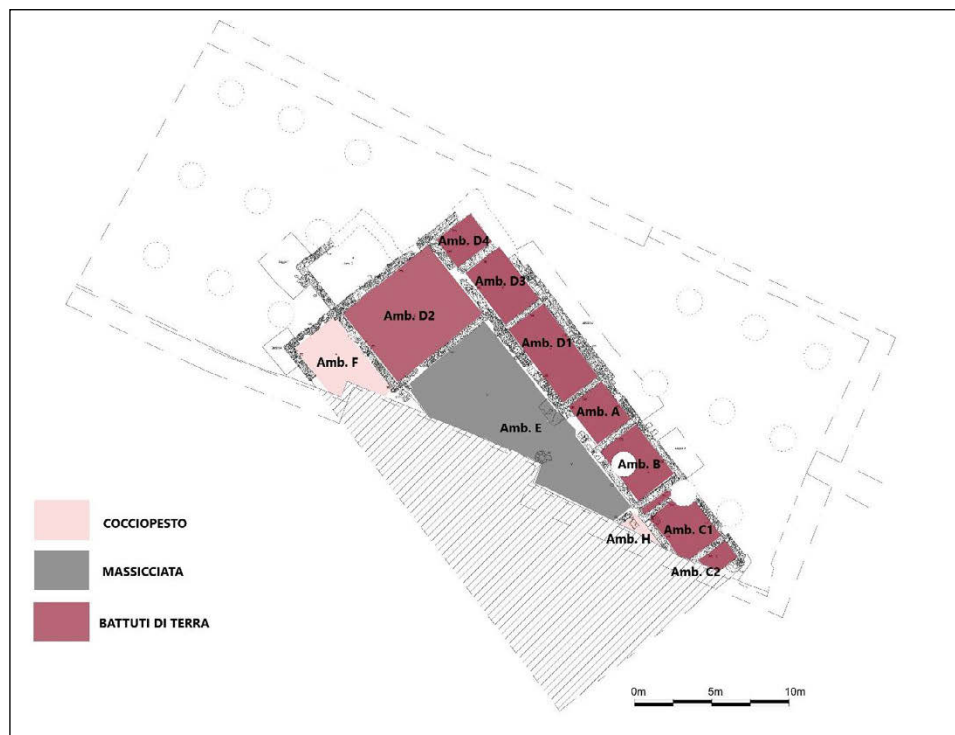 Amb. D4
Amb. D3
Amb. D2
Amb. D1
Amb. F
Amb. A
Amb. E
Amb. B
Amb. C1
Amb. H
Amb. C2
COCCIOPESTO
MASSICCIATA
BATTUTI DI TERRA
0m 5m 10m